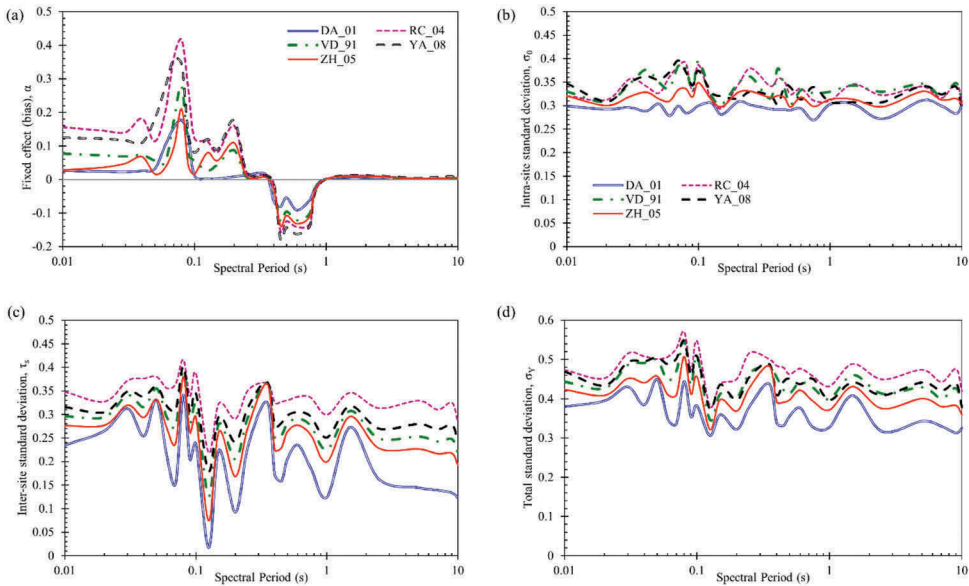 (a)
0.5
0.4
0.3
0.2
0.1
0
-0.1
-0.2
Fixed effect (bias), α
DA_01
RC_04
VD_91
YA_08
ZH_05
0.01
0.1
1
10
Spectral Period (s)
(b)
0.5
0.45
0.4
0.35
0.3
0.25
0.2
0.15
0.1
0.05
0
Intra-site standard deviation, σ0
DA_01
RC_04
VD_91
YA_08
ZH_05
0.01
0.1
1
10
Spectral Period (s)
(c)
0.5
0.45
0.4
0.35
0.3
0.25
0.2
0.15
0.1
0.05
0
Inter-site standard deviation, τs
0.01
0.1
1
10
Spectral Period (s)
(d)
0.6
0.5
0.4
0.3
0.2
0.1
0
Total standard deviation, σY
0.01
0.1
1
10
Spectral Period (s)